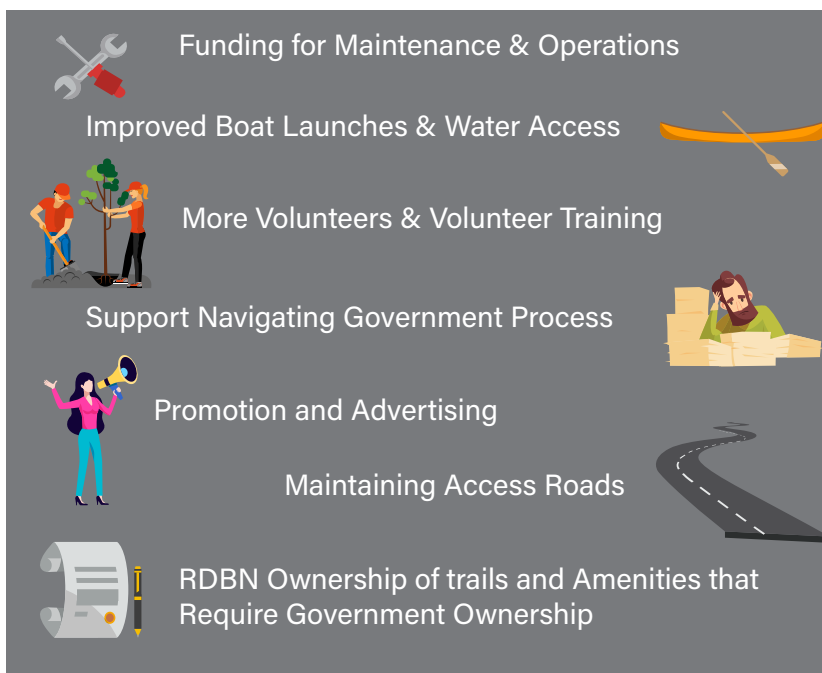 Funding for Maintenance & Operations
Improved Boat Launches & Water Access
More Volunteers & Volunteer Training
Support Navigating Government Process
Promotion and Advertising
Maintaining Access Roads
RDBN Ownership of trails and Amenities that
Require Government Ownership